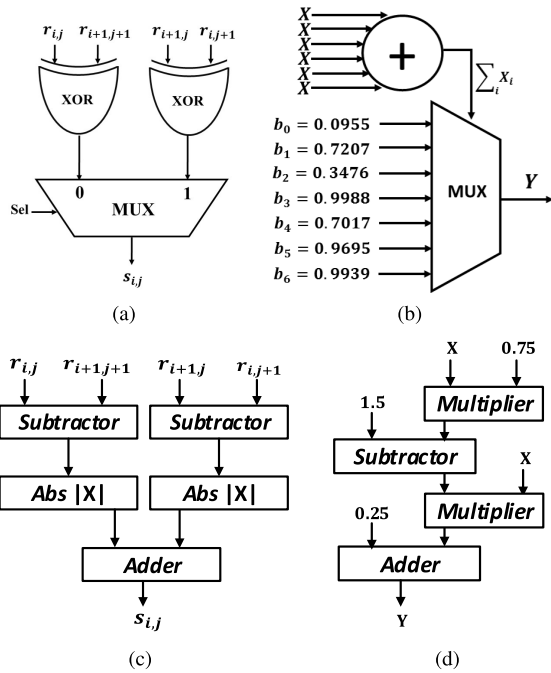 r_{i,j} r_{i+1,j+1} r_{i+1,j} r_{i,j+1}
XOR XOR
0 1
Sel MUX
s_{i,j}
(a)
X
X
X
X
X
X
+
∑_i X_i
b_0 = 0.0955
b_1 = 0.7207
b_2 = 0.3476
b_3 = 0.9988
b_4 = 0.7017
b_5 = 0.9695
b_6 = 0.9939
MUX
Y
(b)
r_{i,j} r_{i+1,j+1} r_{i+1,j} r_{i,j+1}
Subtractor Subtractor
Abs |X| Abs |X|
Adder
s_{i,j}
(c)
X 0.75
Multiplier
1.5
Subtractor
X
Multiplier
0.25
Adder
Y
(d)